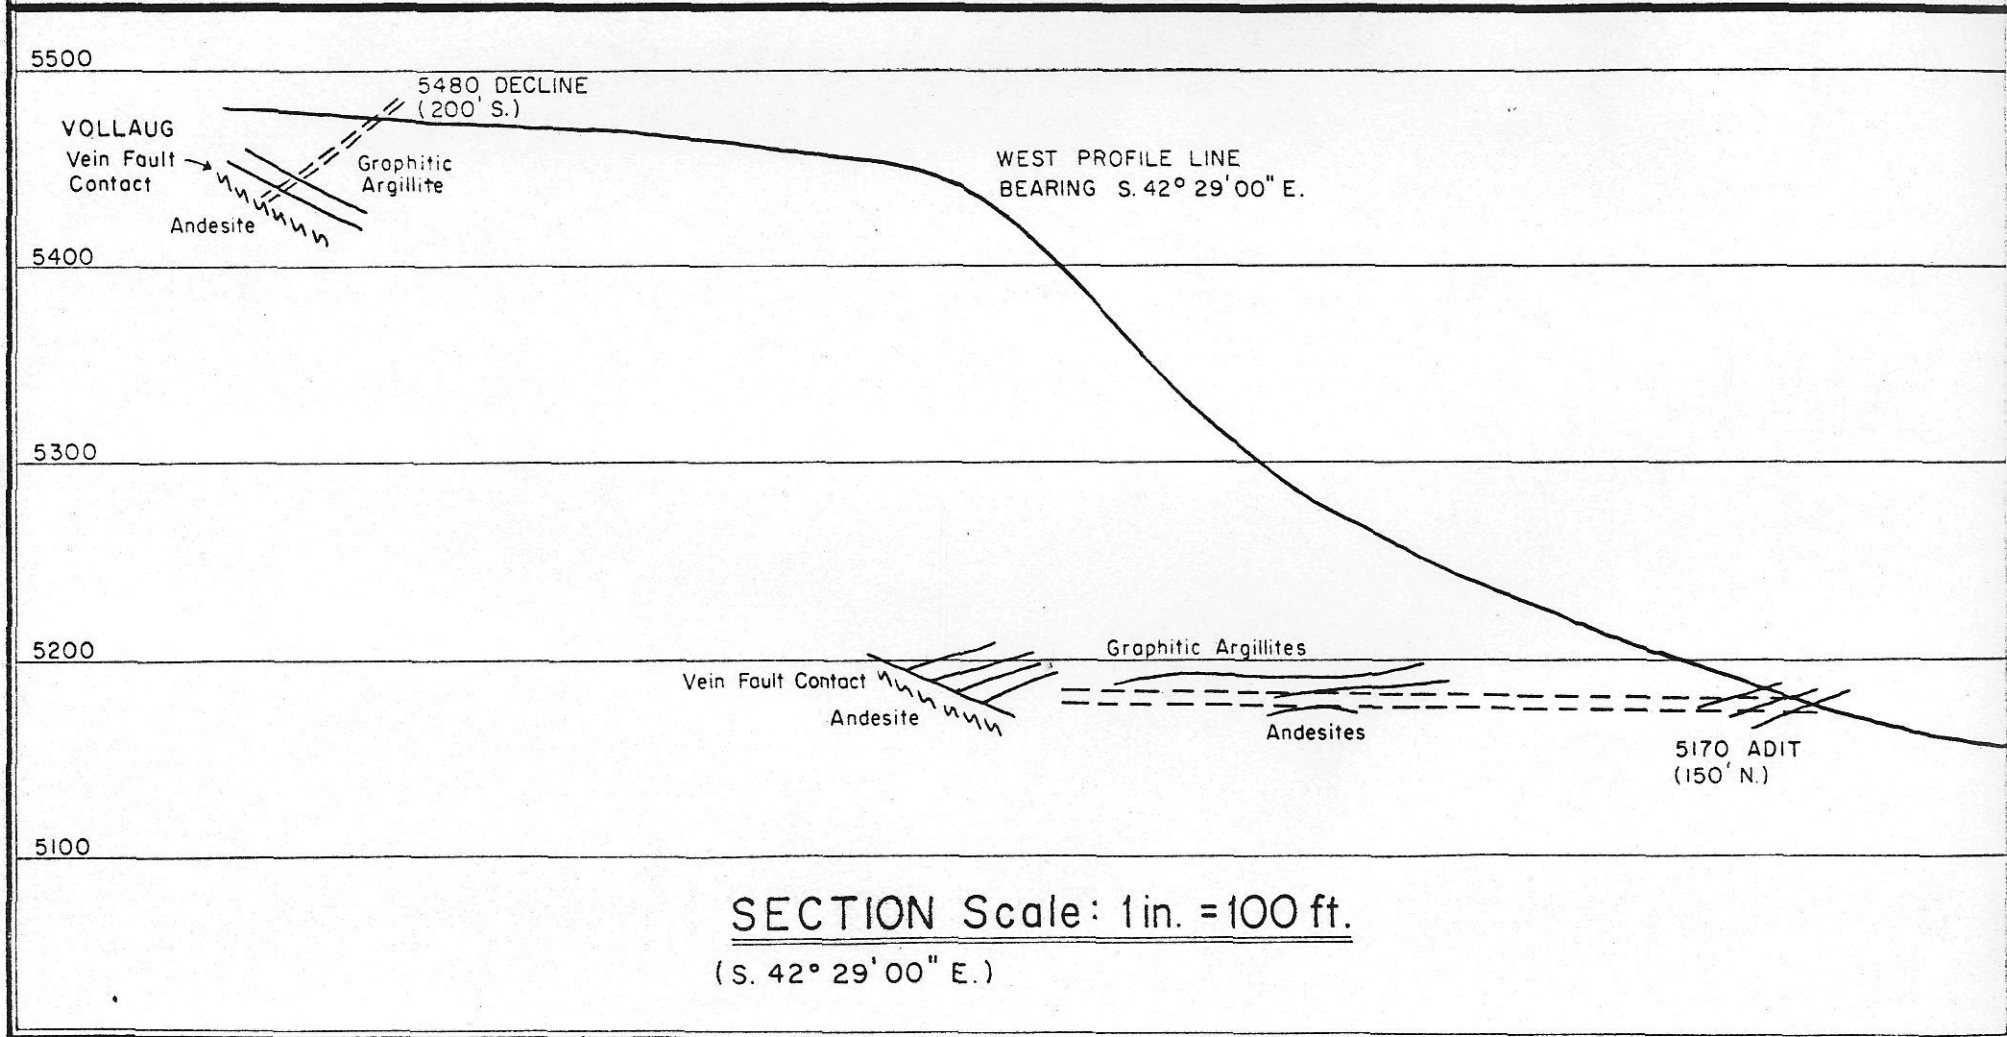 5500
5480 DECLINE
(200' S.)
VOLLAUG
Vein Fault
Contact
Graphitic
Argillite
Andesite
WEST PROFILE LINE
BEARING S. 42° 29' 00" E.
5400
5300
5200
Graphitic Argillites
Vein Fault Contact
Andesite
Andesites
5170 ADIT
(150' N.)
5100
SECTION Scale: 1 in. = 100 ft.
(S. 42° 29' 00" E.)